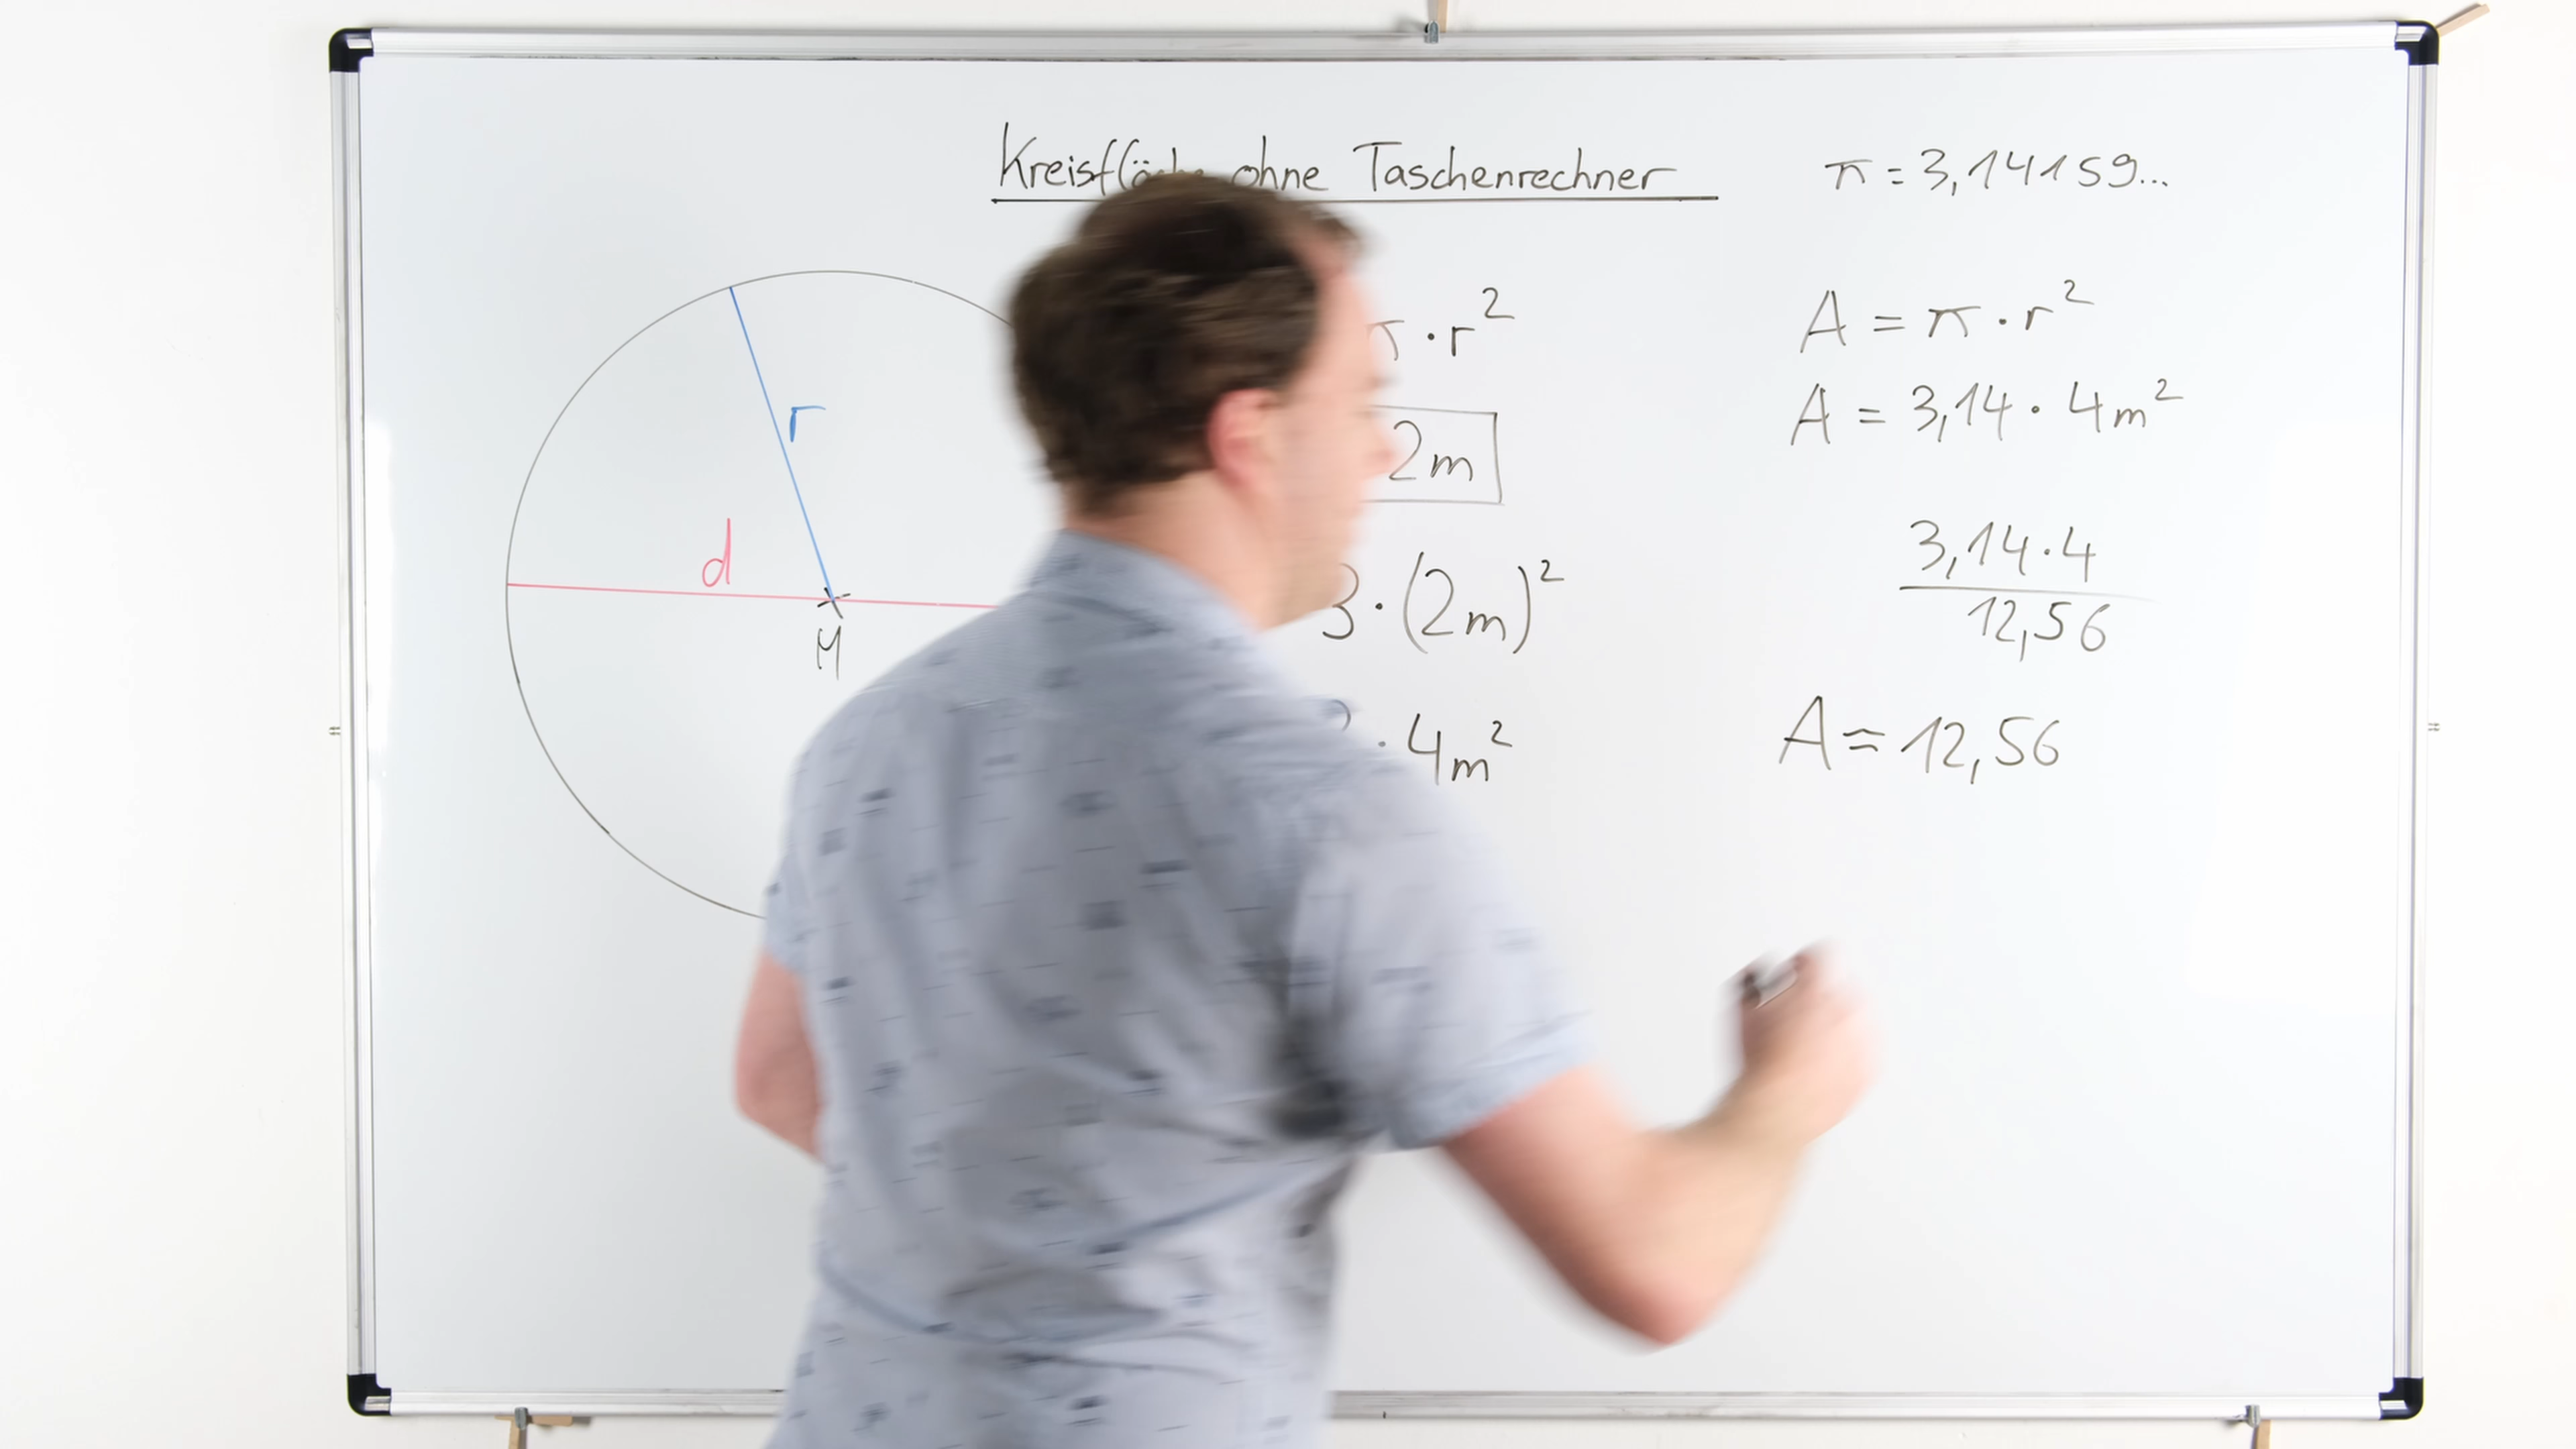 Kreisfläche ohne Taschenrechner
π = 3,14159...
r
d
M
π · r²
2m
3 · (2m)²
· 4m²
A = π · r²
A = 3,14 · 4m²
3,14 · 4
12,56
A ≈ 12,56